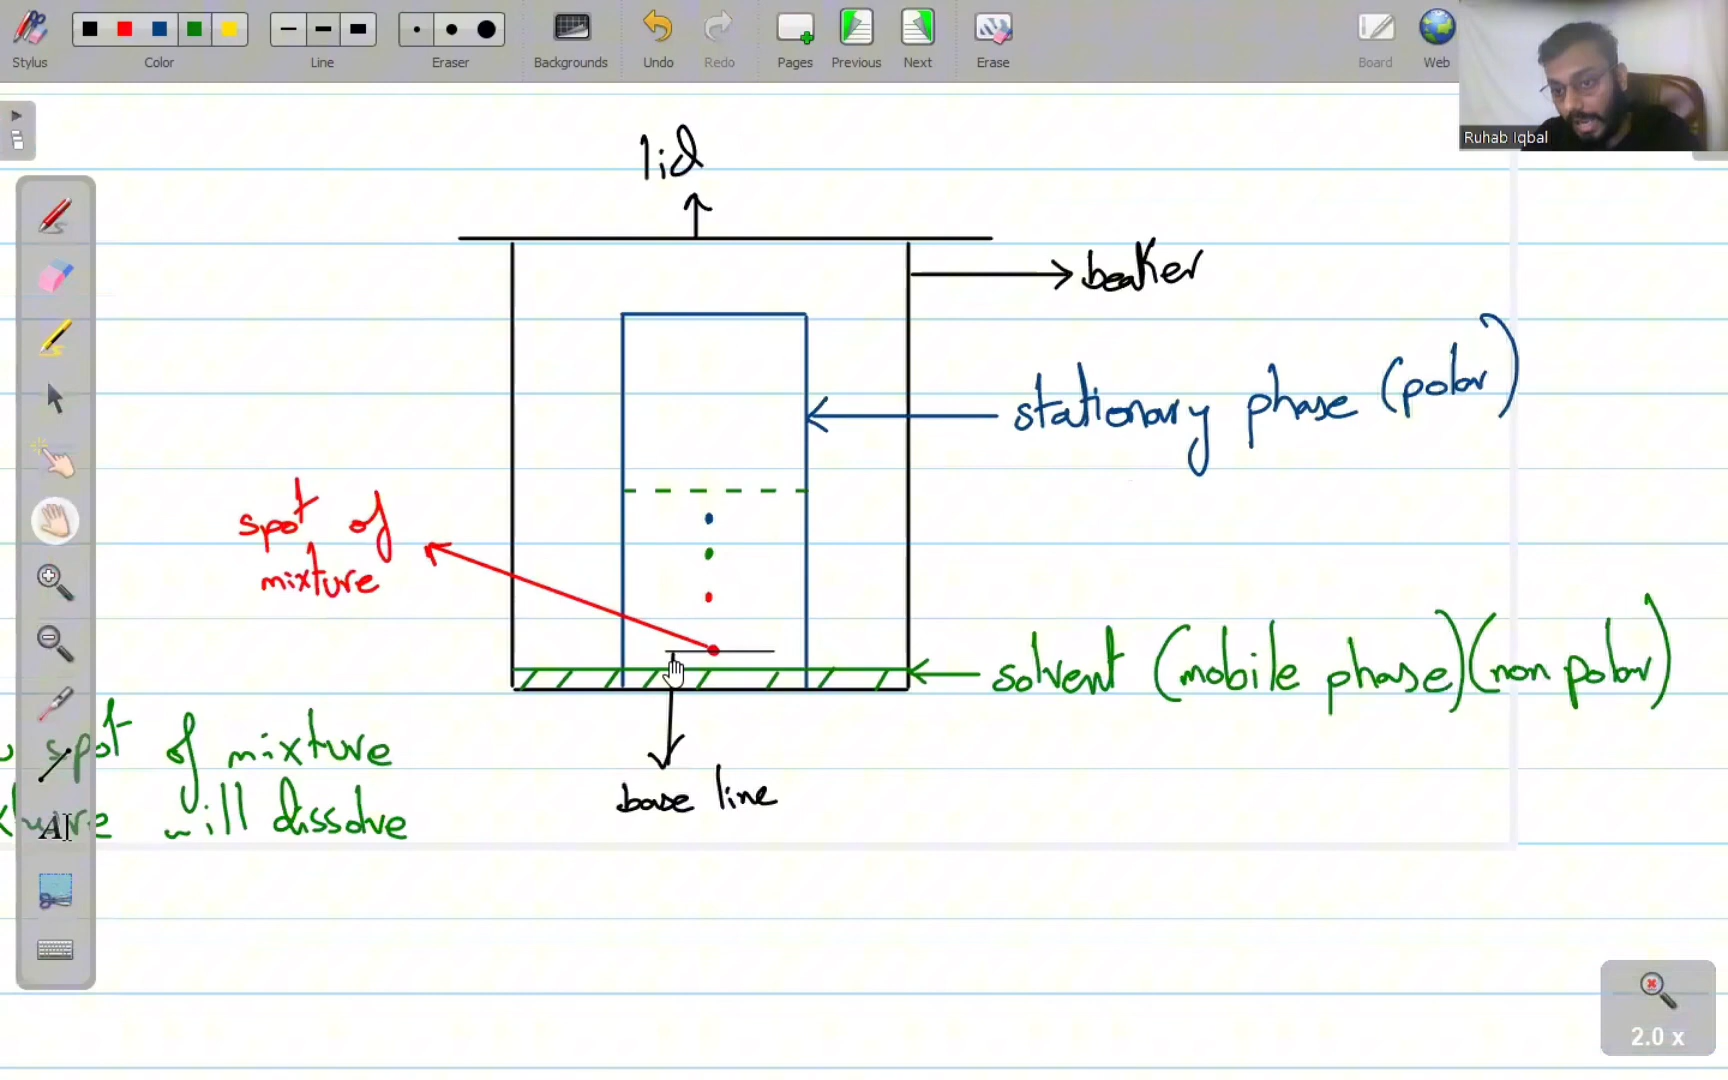 Stylus
Color
Line
Eraser
Backgrounds
Undo
Redo
Pages
Previous
Next
Erase
Board
Web
Ruhab Iqbal
lid
beaker
stationary phase (polar)
spot of
mixture
solvent (mobile phase) (non polar)
spot of mixture
will dissolve
base line
2.0 x